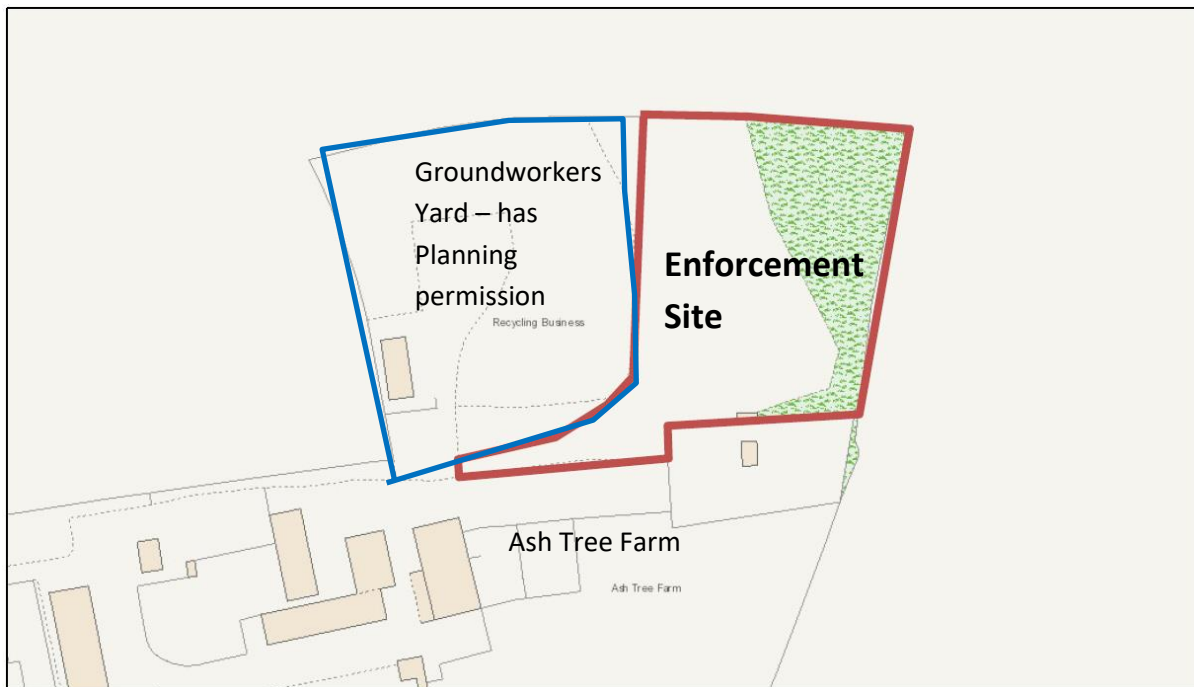 Groundworkers
Yard – has
Planning
permission
Recycling Business
Enforcement
Site
Ash Tree Farm
Ash Tree Farm